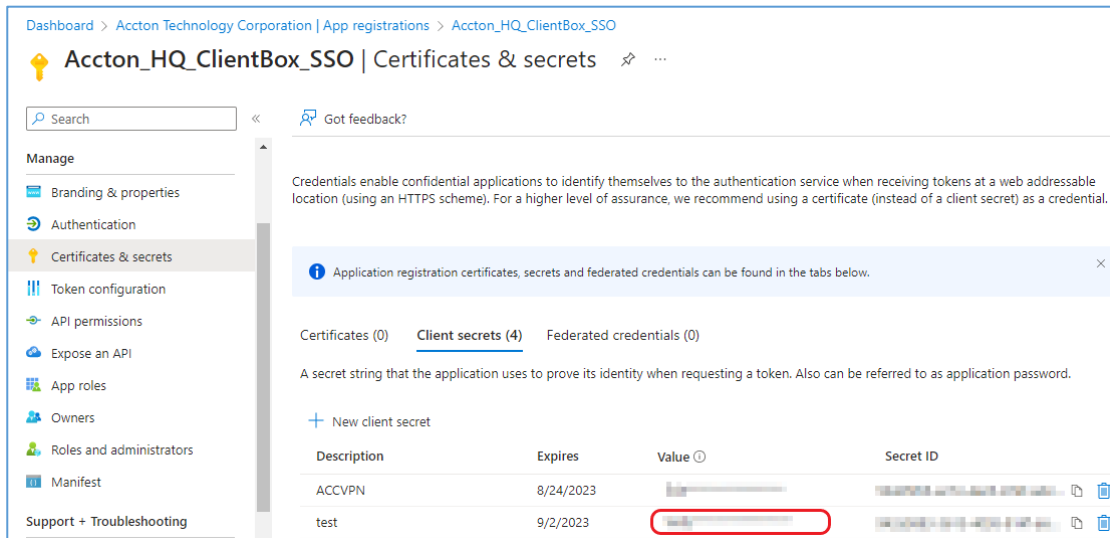 Dashboard > Accton Technology Corporation | App registrations > Accton_HQ_ClientBox_SSO
Accton_HQ_ClientBox_SSO | Certificates & secrets
Search
Got feedback?
Manage
Branding & properties
Authentication
Certificates & secrets
Token configuration
API permissions
Expose an API
App roles
Owners
Roles and administrators
Manifest
Support + Troubleshooting
Credentials enable confidential applications to identify themselves to the authentication service when receiving tokens at a web addressable
location (using an HTTPS scheme). For a higher level of assurance, we recommend using a certificate (instead of a client secret) as a credential.
Application registration certificates, secrets and federated credentials can be found in the tabs below.
Certificates (0) Client secrets (4) Federated credentials (0)
A secret string that the application uses to prove its identity when requesting a token. Also can be referred to as application password.
New client secret
Description Expires Value Secret ID
ACCVPN 8/24/2023
test 9/2/2023